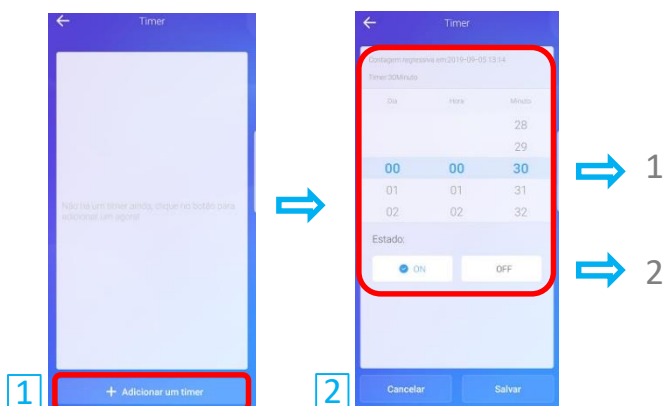 Timer
Não há um timer ainda, clique no botão para
adicionar um agora!
1
+ Adicionar um timer
Timer
Contagem regressiva em:2019-09-05 13:14
Timer:30Minuto
Dia Hora Minuto
28
29
00 00 30
01 01 31
02 02 32
Estado:
ON OFF
2
Cancelar Salvar
1
2